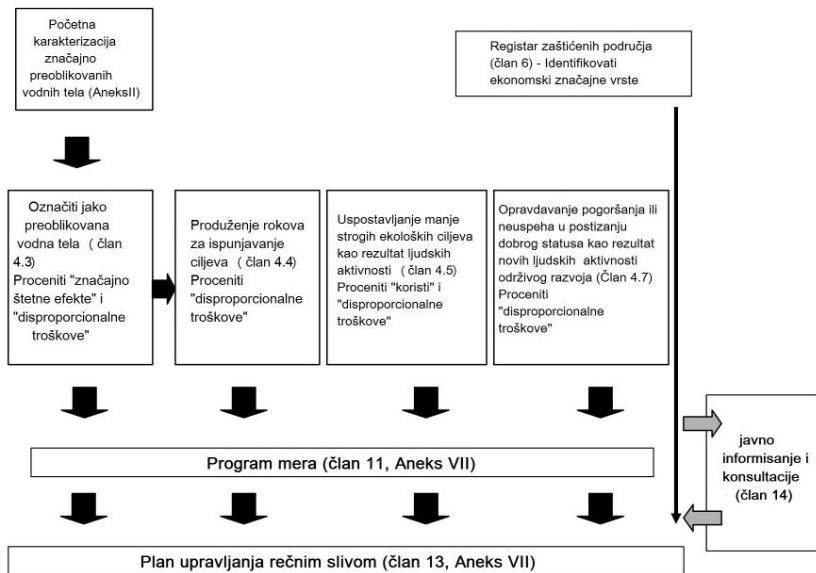 Početna
karakterizacija
značajno
preoblikovanih
vodnih tela (AneksII)
Registar zaštićenih područja
(član 6) - Identifikovati
ekonomski značajne vrste
Označiti jako
preoblikovana
vodna tela ( član
4.3)
Proceniti "značajno
štetne efekte" i
"disproporcionalne
troškove"
Produženje rokova
za ispunjavanje
ciljeva ( član 4.4)
Proceniti
"disproporcionalne
troškove"
Uspostavljanje manje
strogih ekoloških ciljeva
kao rezultat ljudskih
aktivnosti ( član 4.5)
Proceniti "koristi" i
"disproporcionalne
troškove"
Opravdavanje pogoršanja ili
neuspeha u postizanju
dobrog statusa kao rezultat
novih ljudskih aktivnosti
održivog razvoja (Član 4.7)
Proceniti
"disproporcionalne
troškove"
Program mera (član 11, Aneks VII)
javno
informisanje i
konsultacije
(član 14)
Plan upravljanja rečnim slivom (član 13, Aneks VII)